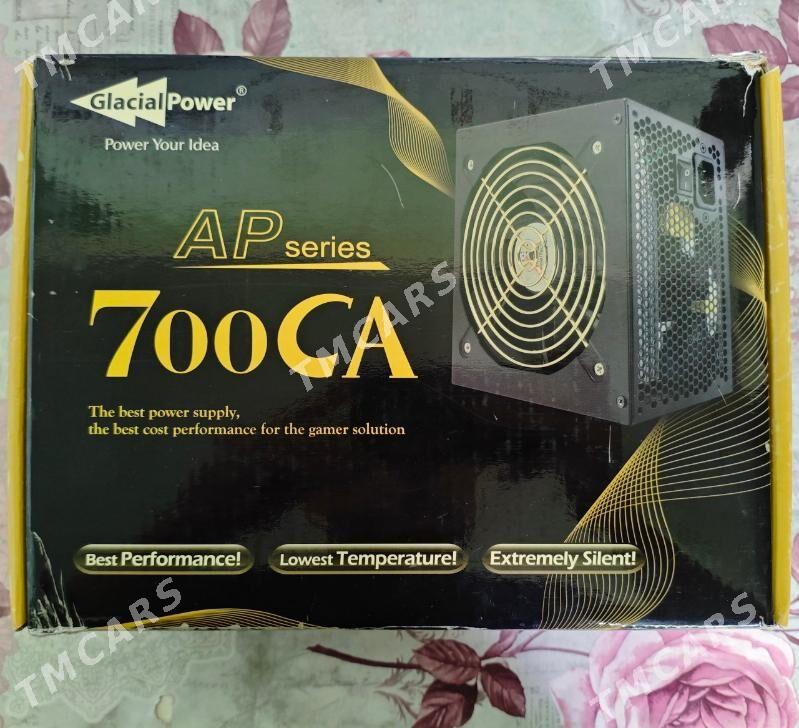 TMCARS
TMCARS
GlacialPower®
Power Your Idea
AP series
700CA
TMCARS
The best power supply,
the best cost performance for the gamer solution
Best Performance!
Lowest Temperature!
Extremely Silent!
TMCARS
TMCARS